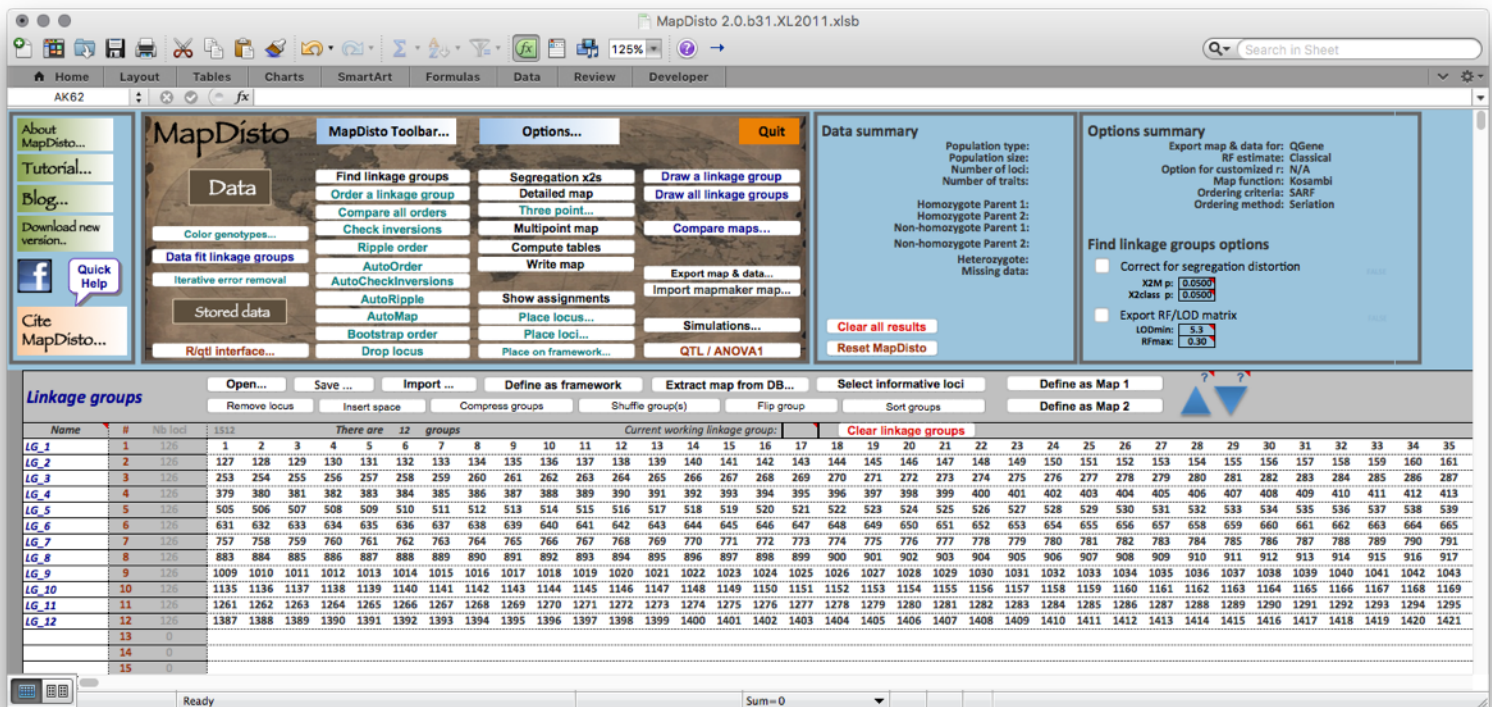 MapDisto 2.0.b31.XL2011.xlsb
125%
Search in Sheet
Home Layout Tables Charts SmartArt Formulas Data Review Developer
AK62 fx
About MapDisto...
Tutorial...
Blog...
Download new version..
Quick Help
Cite MapDisto...
MapDisto
MapDisto Toolbar...
Options...
Quit
Data
Color genotypes...
Data fit linkage groups
Iterative error removal
Stored data
R/qtl interface...
Find linkage groups
Order a linkage group
Compare all orders
Check inversions
Ripple order
AutoOrder
AutoCheckInversions
AutoRipple
AutoMap
Bootstrap order
Drop locus
Segregation x2s
Detailed map
Three point...
Multipoint map
Compute tables
Write map
Show assignments
Place locus...
Place loci...
Place on framework...
Draw a linkage group
Draw all linkage groups
Compare maps...
Export map & data...
Import mapmaker map...
Simulations...
QTL / ANOVA1
Data summary
Population type:
Population size:
Number of loci:
Number of traits:
Homozygote Parent 1:
Homozygote Parent 2:
Non-homozygote Parent 1:
Non-homozygote Parent 2:
Heterozygote:
Missing data:
Clear all results
Reset MapDisto
Options summary
Export map & data for: QGene
RF estimate: Classical
Option for customized r: N/A
Map function: Kosambi
Ordering criteria: SARF
Ordering method: Seriation
Find linkage groups options
Correct for segregation distortion
X2M p: 0.0500
X2class p: 0.0500
Export RF/LOD matrix
LODmin: 5.3
RFmax: 0.30
Linkage groups
Open... Save ... Import ... Define as framework Extract map from DB... Select informative loci Define as Map 1 ? ?
Remove locus Insert space Compress groups Shuffle group(s) Flip group Sort groups Define as Map 2
Name # Nb loci 1512 There are 12 groups Current working linkage group: Clear linkage groups
LG_1 1 126 1 2 3 4 5 6 7 8 9 10 11 12 13 14 15 16 17 18 19 20 21 22 23 24 25 26 27 28 29 30 31 32 33 34 35
LG_2 2 126 127 128 129 130 131 132 133 134 135 136 137 138 139 140 141 142 143 144 145 146 147 148 149 150 151 152 153 154 155 156 157 158 159 160 161
LG_3 3 126 253 254 255 256 257 258 259 260 261 262 263 264 265 266 267 268 269 270 271 272 273 274 275 276 277 278 279 280 281 282 283 284 285 286 287
LG_4 4 126 379 380 381 382 383 384 385 386 387 388 389 390 391 392 393 394 395 396 397 398 399 400 401 402 403 404 405 406 407 408 409 410 411 412 413
LG_5 5 126 505 506 507 508 509 510 511 512 513 514 515 516 517 518 519 520 521 522 523 524 525 526 527 528 529 530 531 532 533 534 535 536 537 538 539
LG_6 6 126 631 632 633 634 635 636 637 638 639 640 641 642 643 644 645 646 647 648 649 650 651 652 653 654 655 656 657 658 659 660 661 662 663 664 665
LG_7 7 126 757 758 759 760 761 762 763 764 765 766 767 768 769 770 771 772 773 774 775 776 777 778 779 780 781 782 783 784 785 786 787 788 789 790 791
LG_8 8 126 883 884 885 886 887 888 889 890 891 892 893 894 895 896 897 898 899 900 901 902 903 904 905 906 907 908 909 910 911 912 913 914 915 916 917
LG_9 9 126 1009 1010 1011 1012 1013 1014 1015 1016 1017 1018 1019 1020 1021 1022 1023 1024 1025 1026 1027 1028 1029 1030 1031 1032 1033 1034 1035 1036 1037 1038 1039 1040 1041 1042 1043
LG_10 10 126 1135 1136 1137 1138 1139 1140 1141 1142 1143 1144 1145 1146 1147 1148 1149 1150 1151 1152 1153 1154 1155 1156 1157 1158 1159 1160 1161 1162 1163 1164 1165 1166 1167 1168 1169
LG_11 11 126 1261 1262 1263 1264 1265 1266 1267 1268 1269 1270 1271 1272 1273 1274 1275 1276 1277 1278 1279 1280 1281 1282 1283 1284 1285 1286 1287 1288 1289 1290 1291 1292 1293 1294 1295
LG_12 12 126 1387 1388 1389 1390 1391 1392 1393 1394 1395 1396 1397 1398 1399 1400 1401 1402 1403 1404 1405 1406 1407 1408 1409 1410 1411 1412 1413 1414 1415 1416 1417 1418 1419 1420 1421
13 0
14 0
15 0
Ready Sum=0